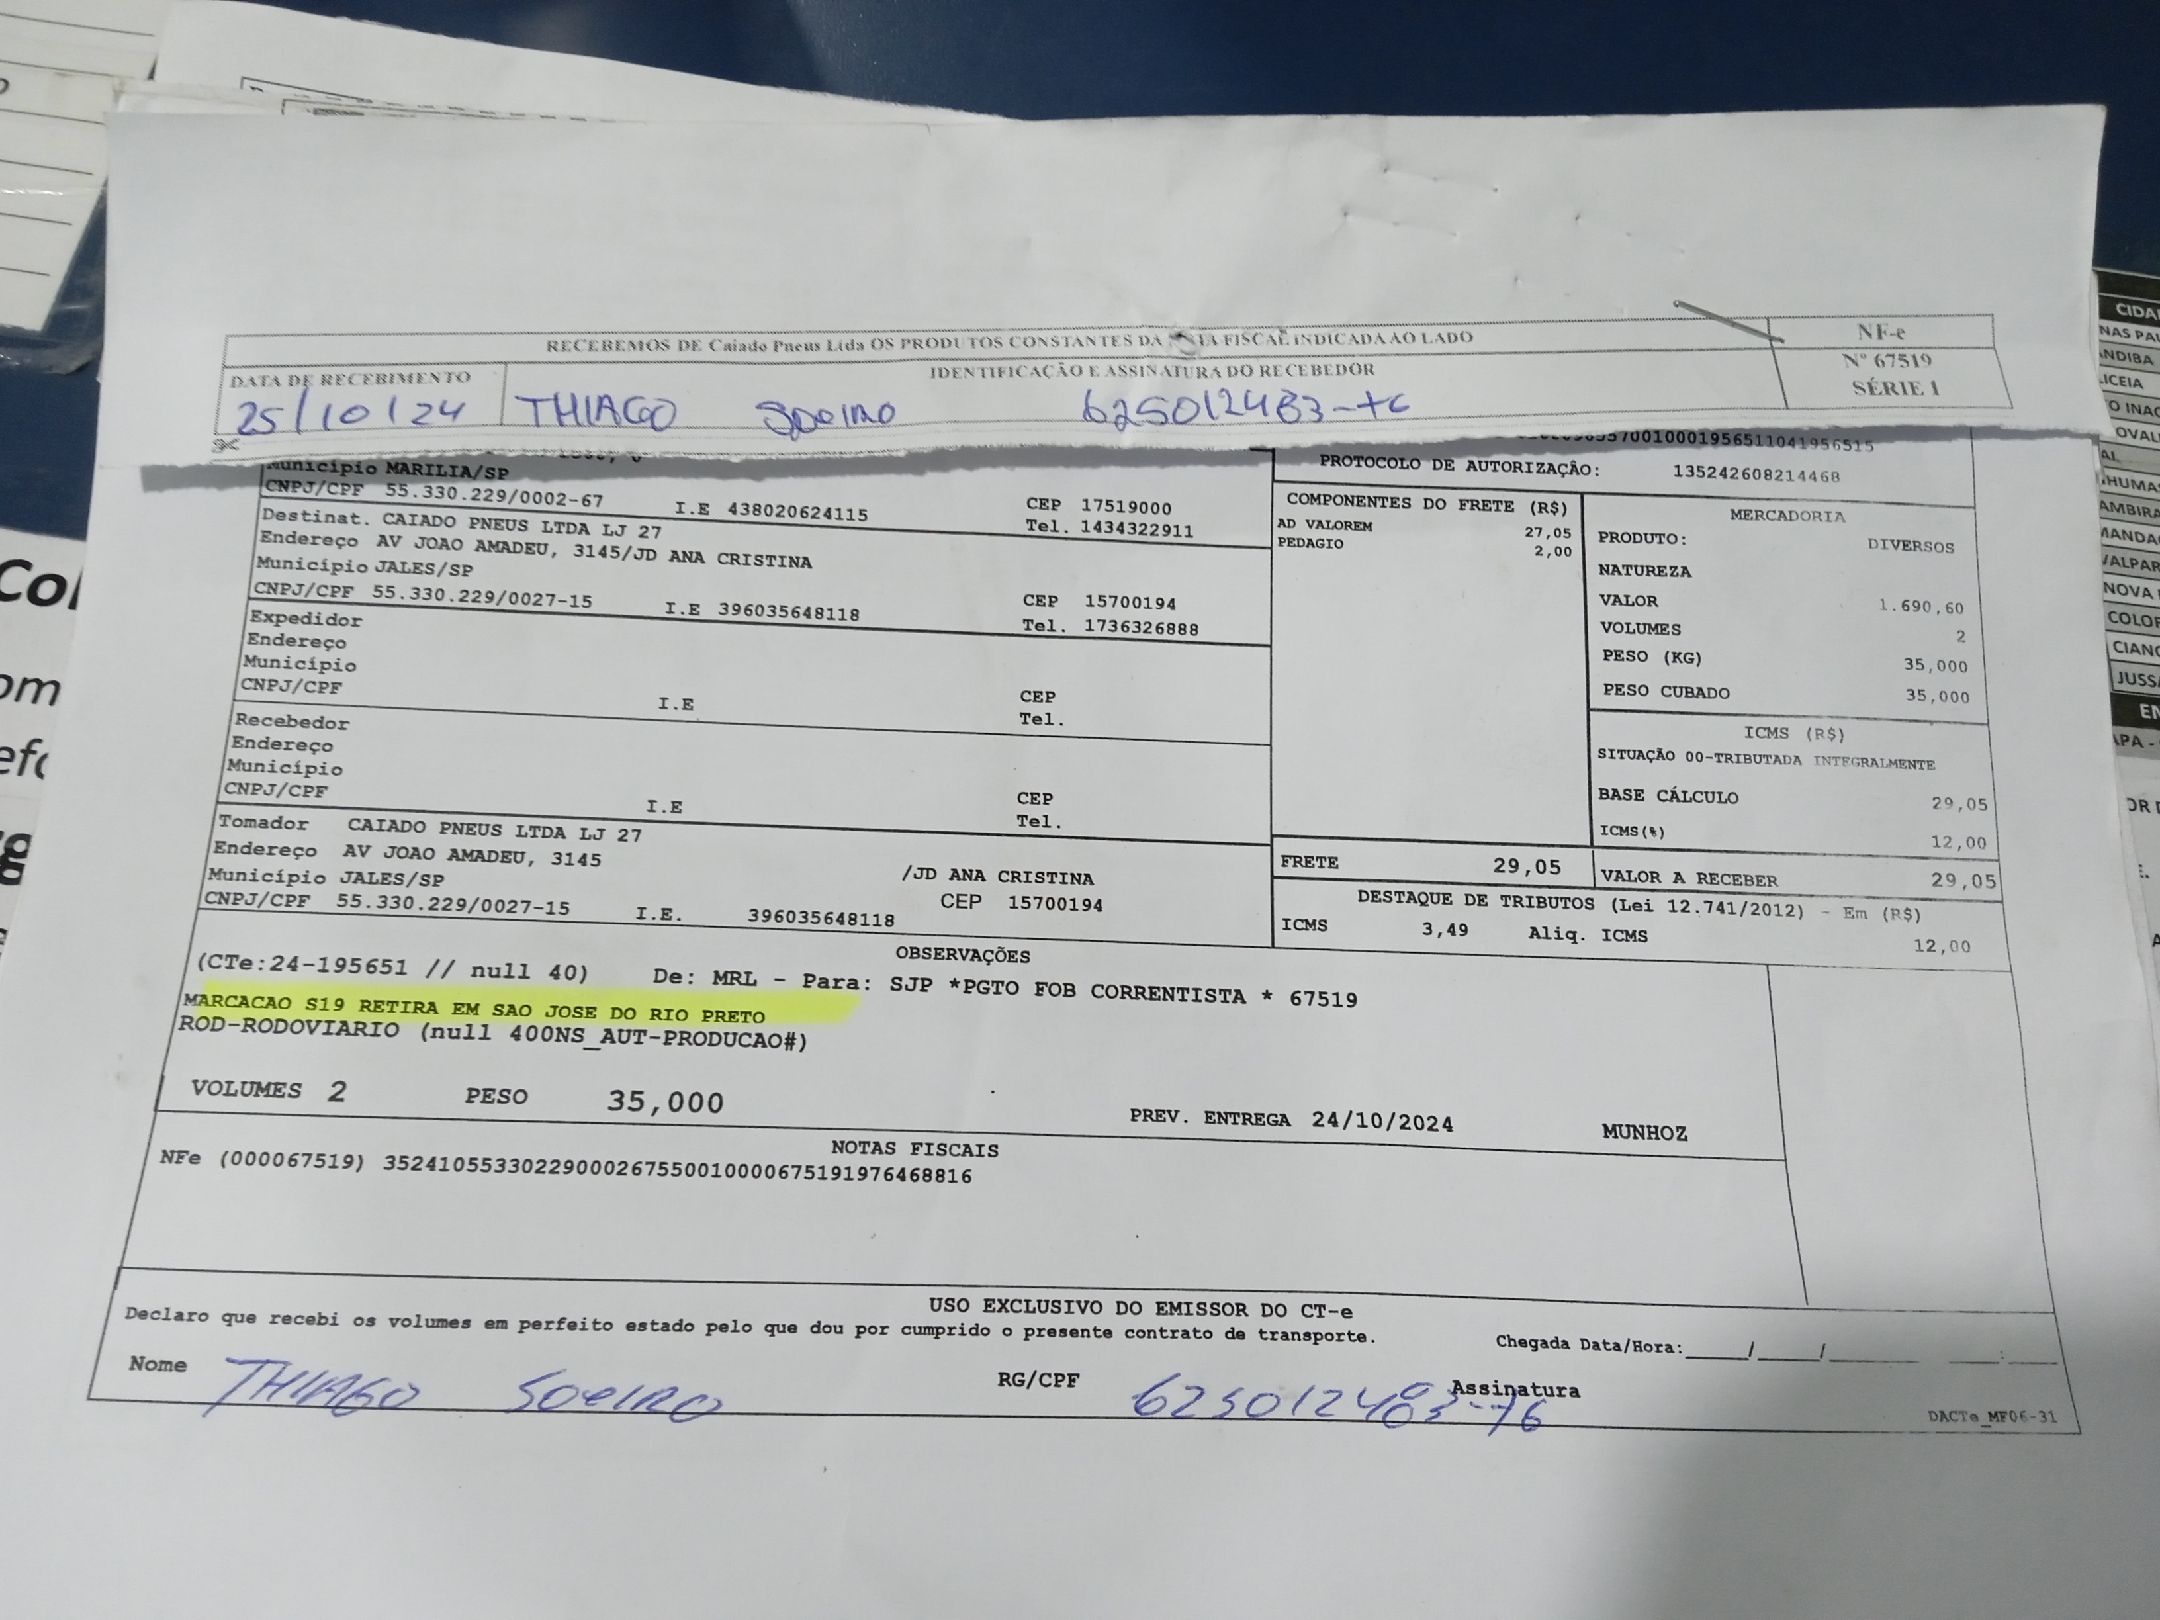 RECEBEMOS DE Caiado Pneus Ltda OS PRODUTOS CONSTANTES DA FISCAL INDICADA AO LADO
NF-e
Nº 67519
SÉRIE 1
DATA DE RECEBIMENTO
25/10/24
IDENTIFICAÇÃO E ASSINATURA DO RECEBEDOR
THIAGO Soeiro
Município MARILIA/SP
CNPJ/CPF 55.330.229/0002-67 I.E 438020624115 CEP 17519000
Tel. 1434322911
Destinat. CAIADO PNEUS LTDA LJ 27
Endereço AV JOAO AMADEU, 3145/JD ANA CRISTINA
Município JALES/SP
CNPJ/CPF 55.330.229/0027-15 I.E 396035648118 CEP 15700194
Tel. 1736326888
Expedidor
Endereço
Município
CNPJ/CPF I.E CEP
Tel.
Recebedor
Endereço
Município
CNPJ/CPF I.E CEP
Tel.
Tomador CAIADO PNEUS LTDA LJ 27
Endereço AV JOAO AMADEU, 3145 /JD ANA CRISTINA
Município JALES/SP CEP 15700194
CNPJ/CPF 55.330.229/0027-15 I.E. 396035648118
PROTOCOLO DE AUTORIZAÇÃO: 135242608214468
COMPONENTES DO FRETE (R$)
AD VALOREM 27,05
PEDAGIO 2,00
MERCADORIA
PRODUTO: DIVERSOS
NATUREZA
VALOR 1.690,60
VOLUMES 2
PESO (KG) 35,000
PESO CUBADO 35,000
ICMS (R$)
SITUAÇÃO 00-TRIBUTADA INTEGRALMENTE
BASE CÁLCULO 29,05
ICMS(%) 12,00
FRETE 29,05 VALOR A RECEBER 29,05
DESTAQUE DE TRIBUTOS (Lei 12.741/2012) - Em (R$)
ICMS 3,49 Aliq. ICMS 12,00
OBSERVAÇÕES
(CTe:24-195651 // null 40) De: MRL - Para: SJP *PGTO FOB CORRENTISTA * 67519
MARCACAO S19 RETIRA EM SAO JOSE DO RIO PRETO
ROD-RODOVIARIO (null 400NS_AUT-PRODUCAO#)
VOLUMES 2 PESO 35,000 PREV. ENTREGA 24/10/2024 MUNHOZ
NOTAS FISCAIS
NFe (000067519) 35241055330229000267550010000675191976468816
USO EXCLUSIVO DO EMISSOR DO CT-e
Declaro que recebi os volumes em perfeito estado pelo que dou por cumprido o presente contrato de transporte. Chegada Data/Hora:_____/_____/________ ____:____
Nome THIAGO Soeiro RG/CPF 625012483-76 Assinatura
DACTe_MF06-31